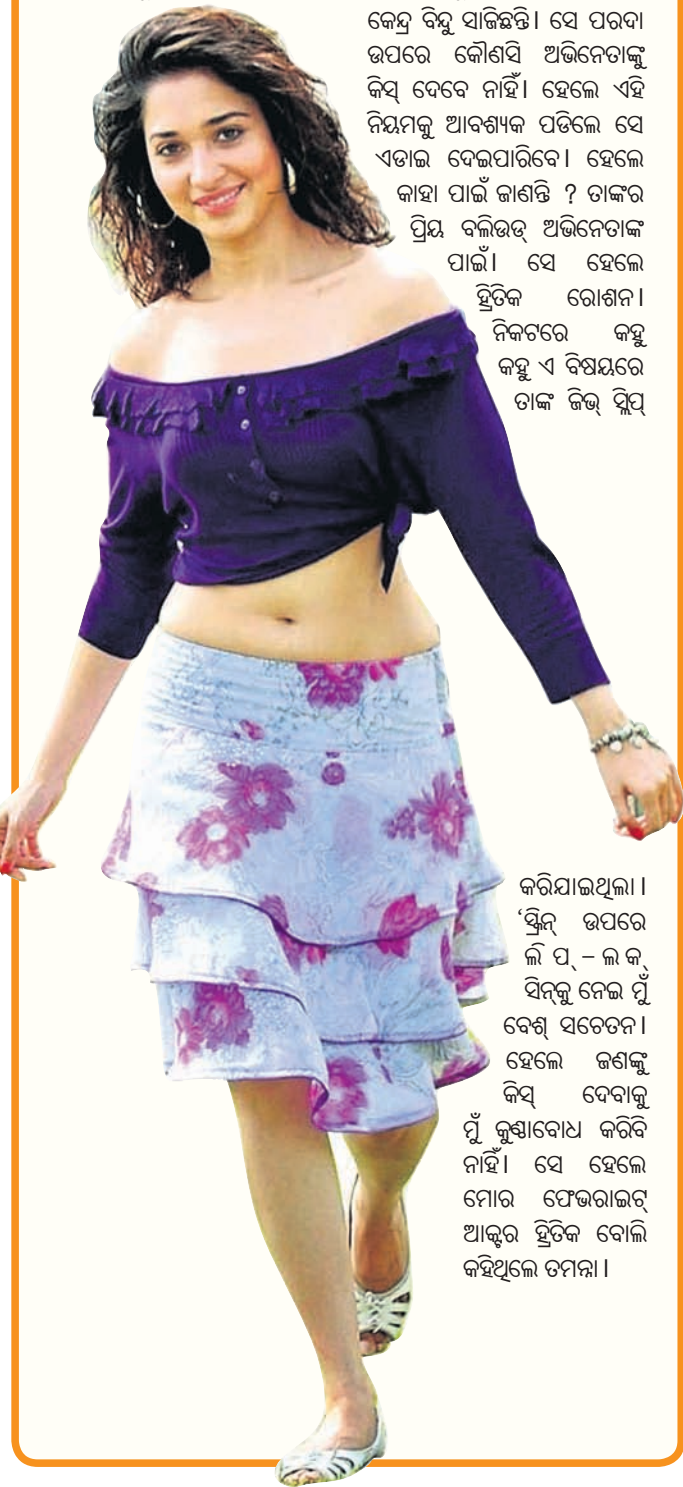 କେନ୍ଦ୍ର ବିନ୍ଦୁ ସାଜିଛନ୍ତି। ସେ ପରଦା
ଉପରେ କୌଣସି ଅଭିନେତାଙ୍କୁ
କିସ୍ ଦେବେ ନାହିଁ। ହେଲେ ଏହି
ନିୟମକୁ ଆବଶ୍ୟକ ପଡିଲେ ସେ
ଏଡାଇ ଦେଇପାରିବେ। ହେଲେ
କାହା ପାଇଁ ଜାଣନ୍ତି ? ତାଙ୍କର
ପ୍ରିୟ ବଲିଉଡ୍ ଅଭିନେତାଙ୍କ
ପାଇଁ। ସେ ହେଲେ
ହ୍ରିତିକ ରୋଶନ।
ନିକଟରେ କହୁ
କହୁ ଏ ବିଷୟରେ
ତାଙ୍କ ଜିଭ୍ ସ୍ଲିପ୍
କରିଯାଇଥିଲା।
‘ସ୍କ୍ରିନ୍ ଉପରେ
ଲିପ୍‌-ଲକ୍
ସିନ୍‌କୁ ନେଇ ମୁଁ
ବେଶ୍ ସଚେତନ।
ହେଲେ ଜଣଙ୍କୁ
କିସ୍ ଦେବାକୁ
ମୁଁ କୁଣ୍ଠାବୋଧ କରିବି
ନାହିଁ। ସେ ହେଲେ
ମୋର ଫେଭରାଇଟ୍
ଆକ୍ଟର ହ୍ରିତିକ ବୋଲି
କହିଥିଲେ ତମନ୍ନା।